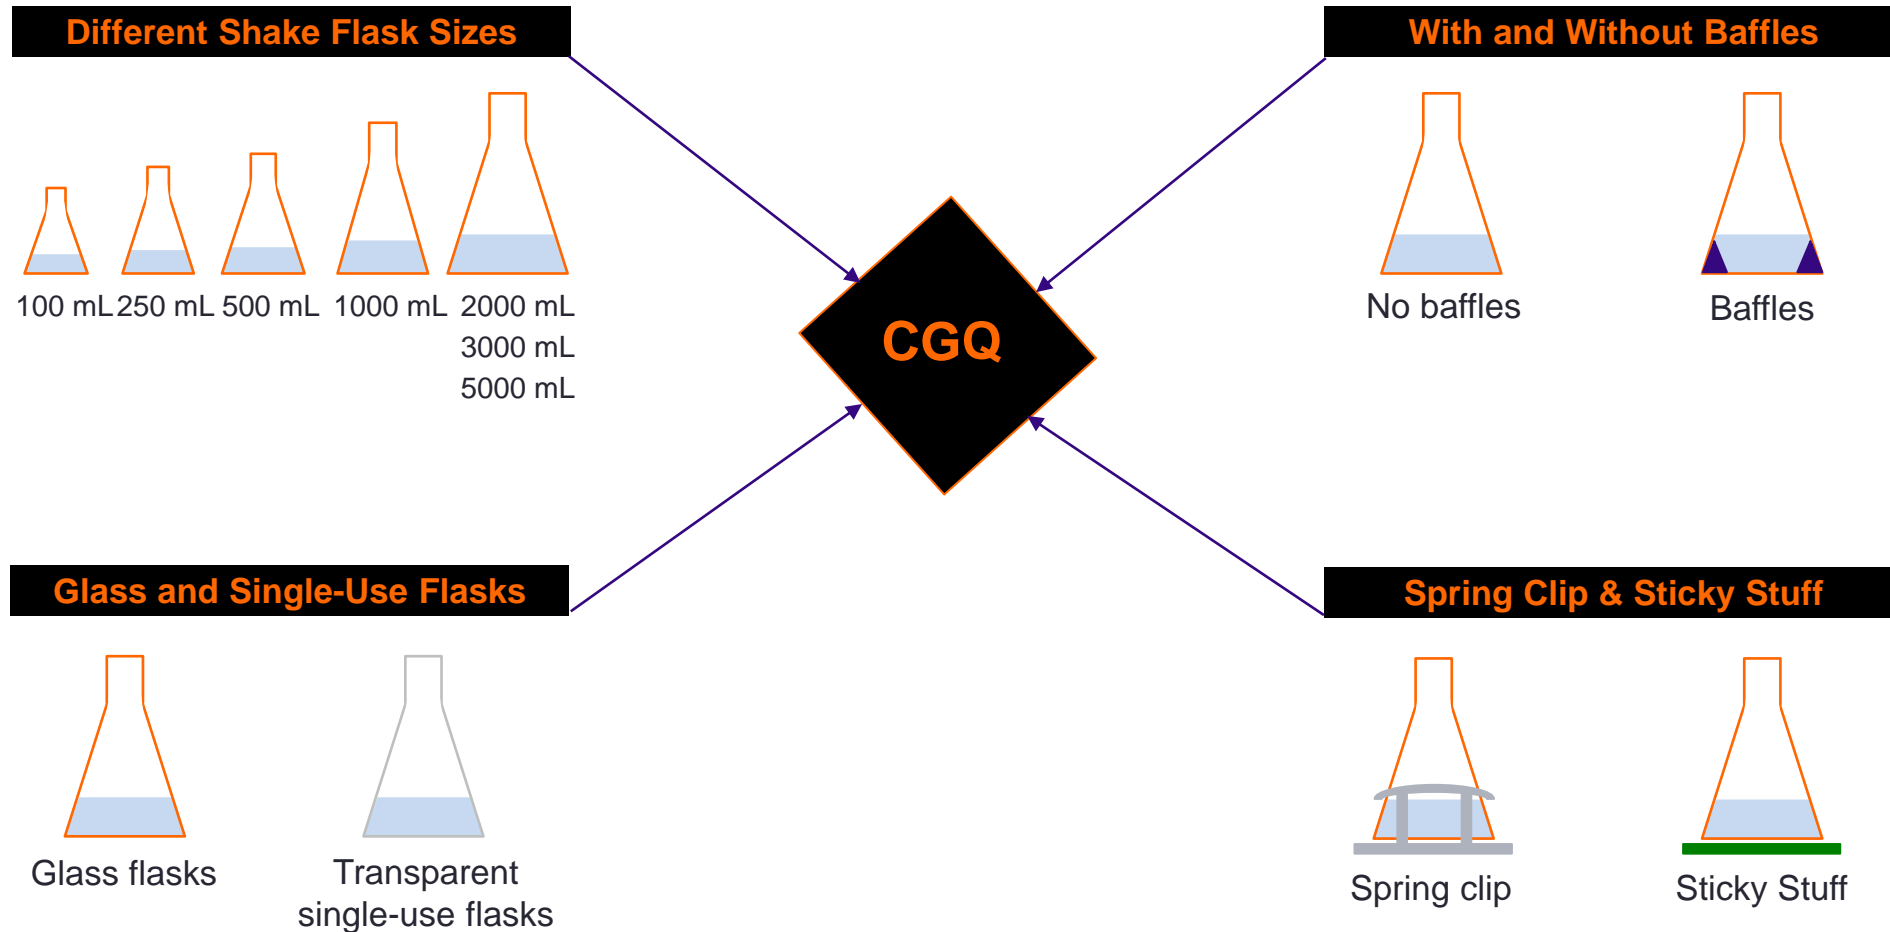 Different Shake Flask Sizes
100 mL 250 mL 500 mL 1000 mL 2000 mL
3000 mL
5000 mL
With and Without Baffles
No baffles
Baffles
CGQ
Glass and Single-Use Flasks
Glass flasks
Transparent
single-use flasks
Spring Clip & Sticky Stuff
Spring clip
Sticky Stuff